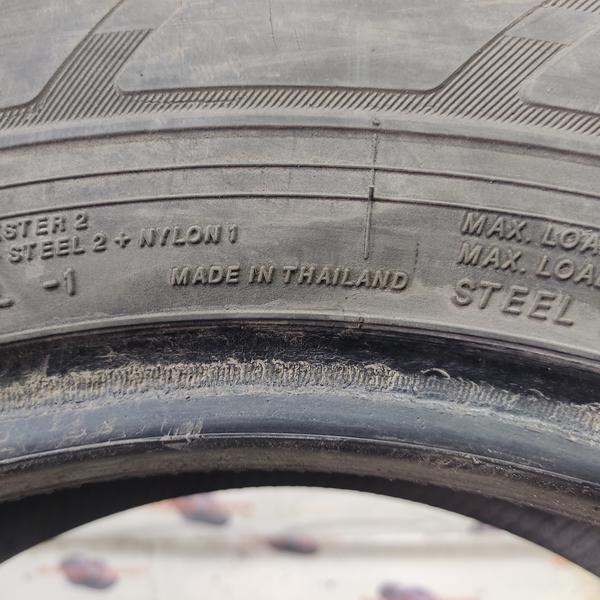 STER 2
STEEL 2 + NYLON 1
-1
MADE IN THAILAND
MAX. LOA
MAX. LOA
STEEL